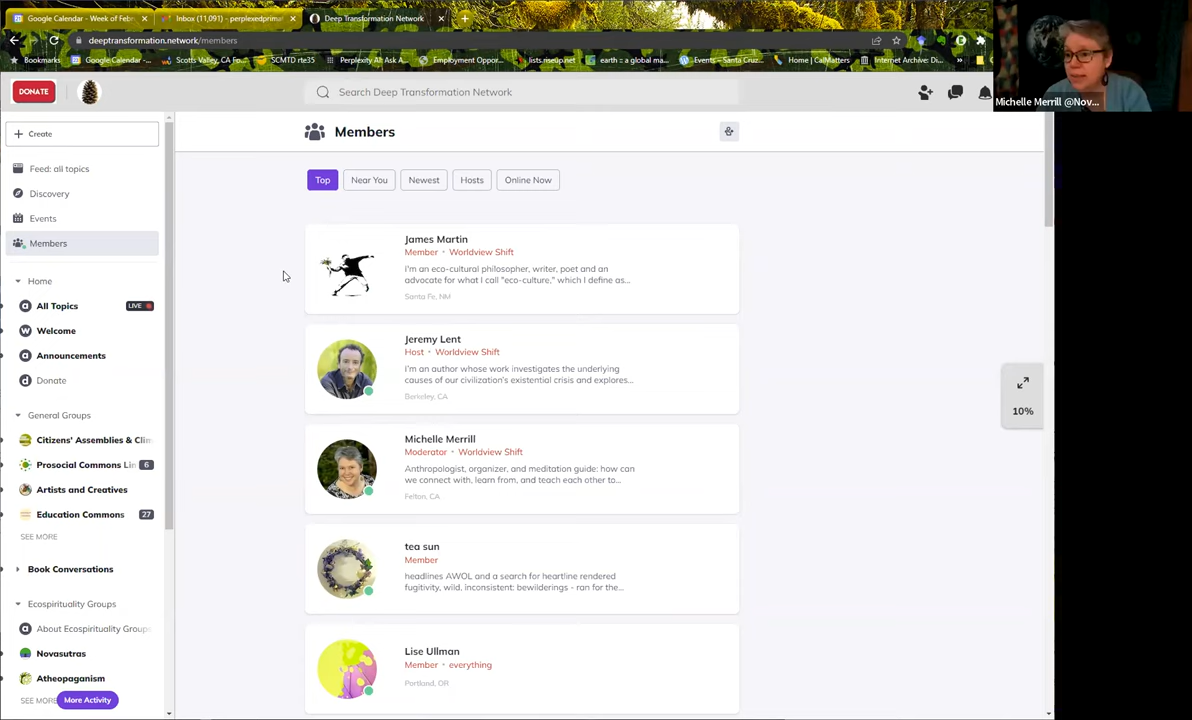 Google Calendar - Week of Febr
Inbox (11,091) - perplexedprima
Deep Transformation Network
deeptransformation.network/members
Bookmarks
Google Calendar -...
Scotts Valley, CA Fo...
SCMTD rte35
Perplexity All Ask A...
Employment Oppor...
lists.riseup.net
earth :: a global ma...
Events – Santa Cruz...
Home | CalMatters
Internet Archive: Di...
»
DONATE
Search Deep Transformation Network
Michelle Merrill @Nov...
+ Create
Feed: all topics
Discovery
Events
Members
Home
All Topics
LIVE
Welcome
Announcements
Donate
General Groups
Citizens' Assemblies & Clim
Prosocial Commons Lin
6
Artists and Creatives
Education Commons
27
SEE MORE
Book Conversations
Ecospirituality Groups
About Ecospirituality Groups
Novasutras
Atheopaganism
SEE MORE
More Activity
Members
Top
Near You
Newest
Hosts
Online Now
James Martin
Member • Worldview Shift
I'm an eco-cultural philosopher, writer, poet and an
advocate for what I call "eco-culture," which I define as...
Santa Fe, NM
Jeremy Lent
Host • Worldview Shift
I'm an author whose work investigates the underlying
causes of our civilization's existential crisis and explores...
Berkeley, CA
Michelle Merrill
Moderator • Worldview Shift
Anthropologist, organizer, and meditation guide: how can
we connect with, learn from, and teach each other to...
Felton, CA
tea sun
Member
headlines AWOL and a search for heartline rendered
fugitivity, wild, inconsistent: bewilderings - ran for the...
Lise Ullman
Member • everything
Portland, OR
10%